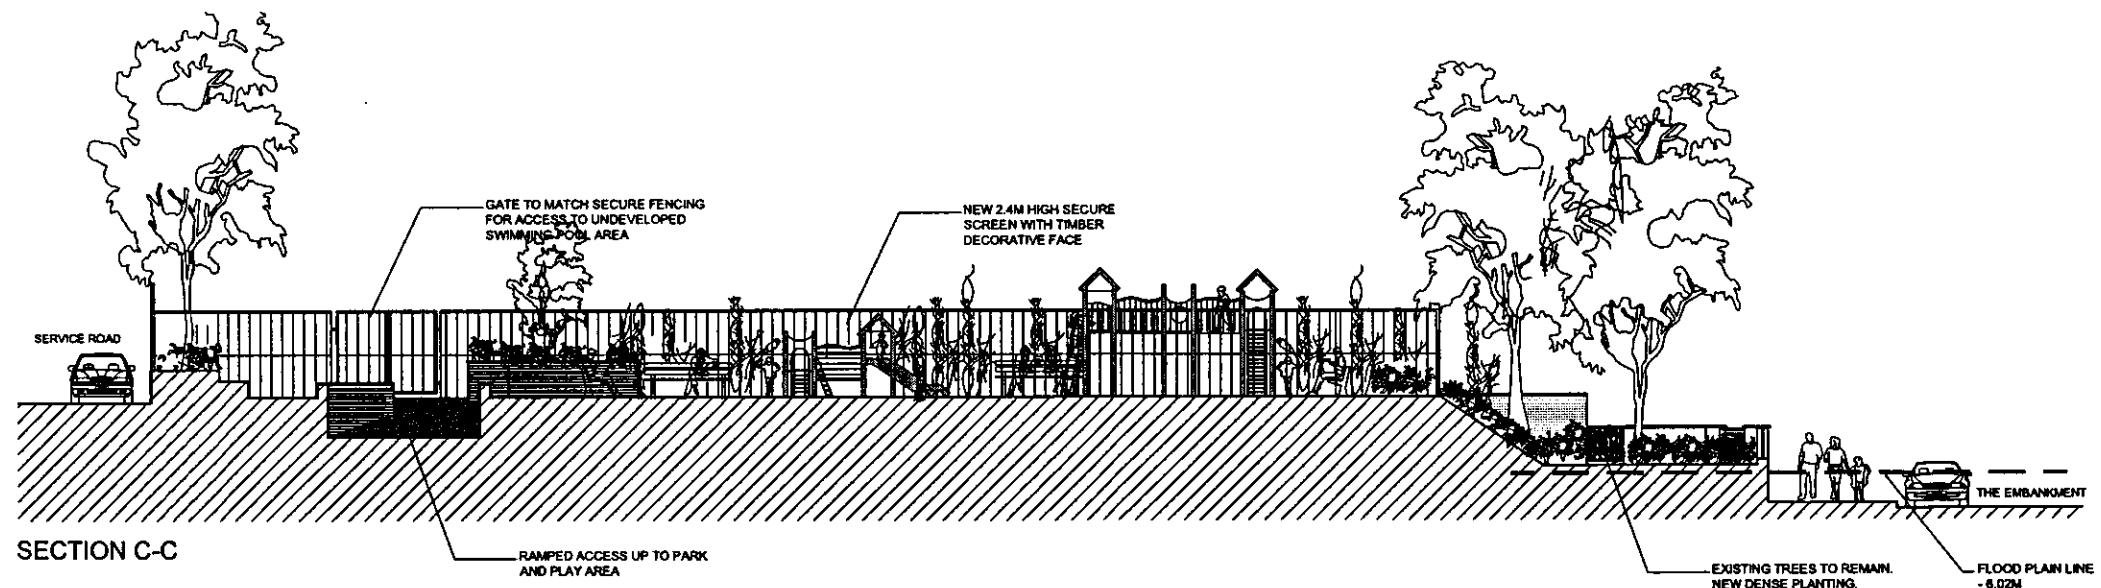 GATE TO MATCH SECURE FENCING
FOR ACCESS TO UNDEVELOPED
SWIMMING POOL AREA
NEW 2.4M HIGH SECURE
SCREEN WITH TIMBER
DECORATIVE FACE
SERVICE ROAD
THE EMBANKMENT
SECTION C-C
RAMPED ACCESS UP TO PARK
AND PLAY AREA
EXISTING TREES TO REMAIN.
NEW DENSE PLANTING.
FLOOD PLAIN LINE
- 6.02M